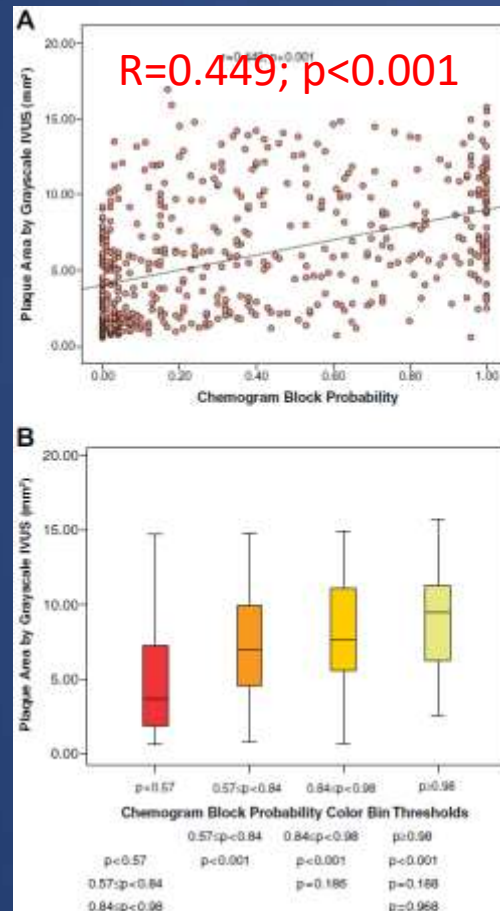 A
R=0.449; p<0.001
20.00
15.00
10.00
5.00
0.00
Plaque Area by Grayscale IVUS (mm²)
0.00 0.20 0.40 0.60 0.80 1.00
Chemogram Block Probability
B
20.00
15.00
10.00
5.00
0.00
Plaque Area by Grayscale IVUS (mm²)
p<0.57 0.57≤p<0.84 0.84≤p<0.98 p≥0.98
Chemogram Block Probability Color Bin Thresholds
0.57≤p<0.84 0.84≤p<0.98 p≥0.98
p<0.57 p<0.001 p<0.001 p<0.001
0.57≤p<0.84 p=0.186 p=0.188
0.84≤p<0.98 p=0.968